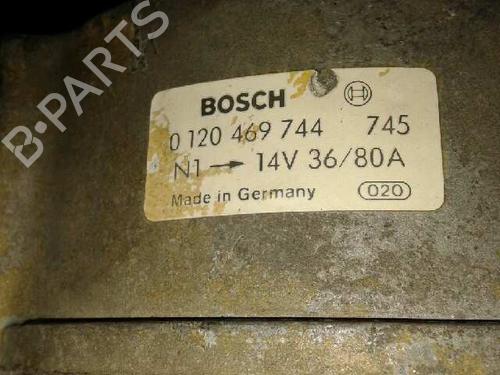 B-PARTS
BOSCH
0 120 469 744 745
N1→ 14V 36/80A
Made in Germany 020